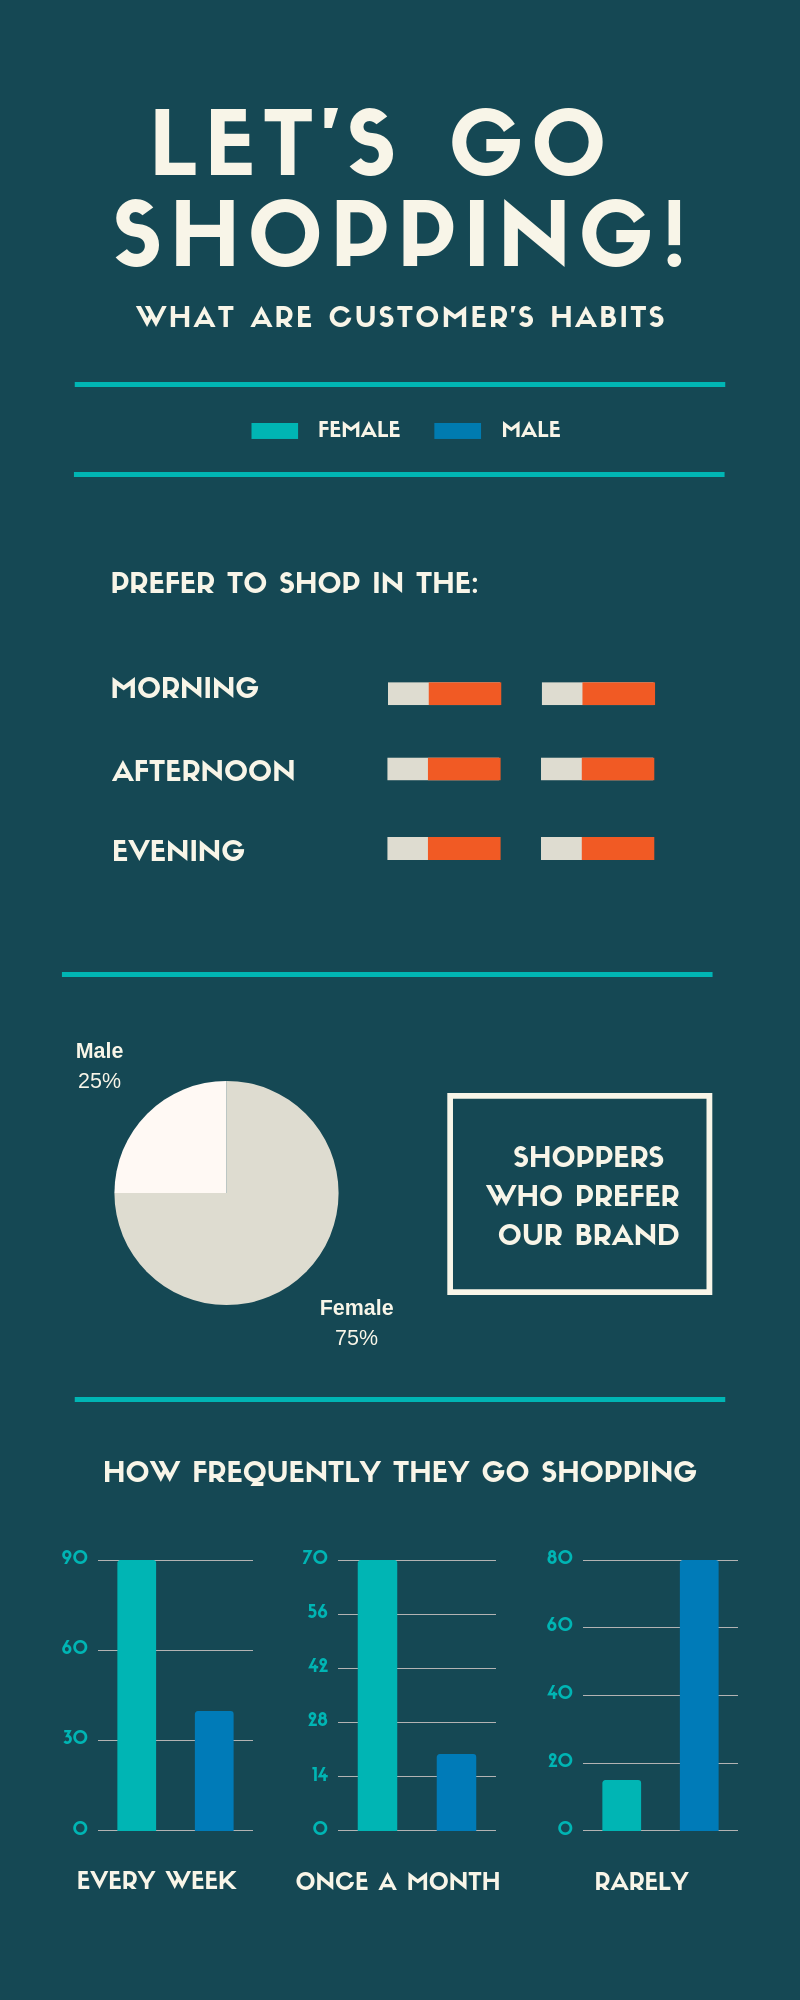 LET'S GO
SHOPPING!
WHAT ARE CUSTOMER'S HABITS
FEMALE MALE
PREFER TO SHOP IN THE:
MORNING
AFTERNOON
EVENING
Male
25%
SHOPPERS
WHO PREFER
OUR BRAND
Female
75%
HOW FREQUENTLY THEY GO SHOPPING
90
60
30
0
EVERY WEEK
70
56
42
28
14
0
ONCE A MONTH
80
60
40
20
0
RARELY